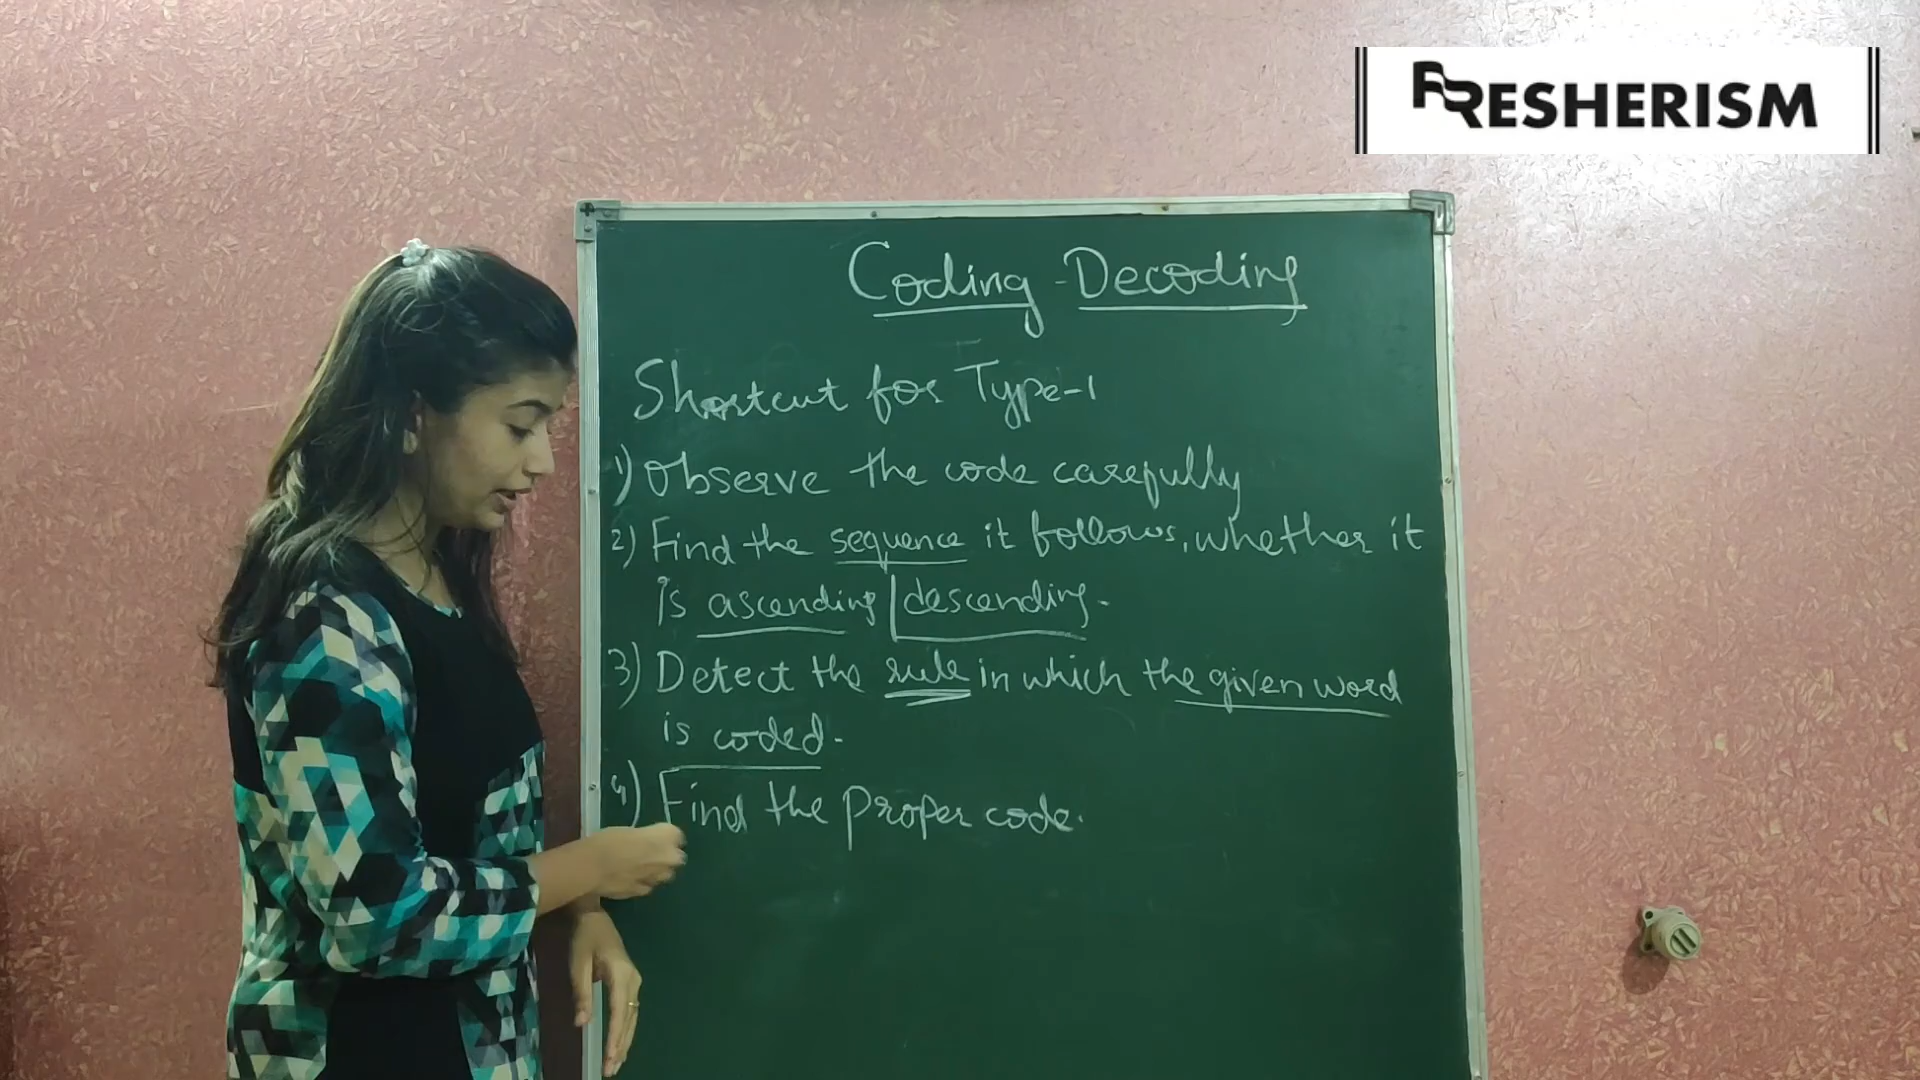 FRESHERISM
Coding-Decoding
Shortcut for Type-1
1) Observe the code carefully
2) Find the sequence it follows, whether it
is ascending|descending.
3) Detect the rule in which the given word
is coded.
4) Find the proper code.